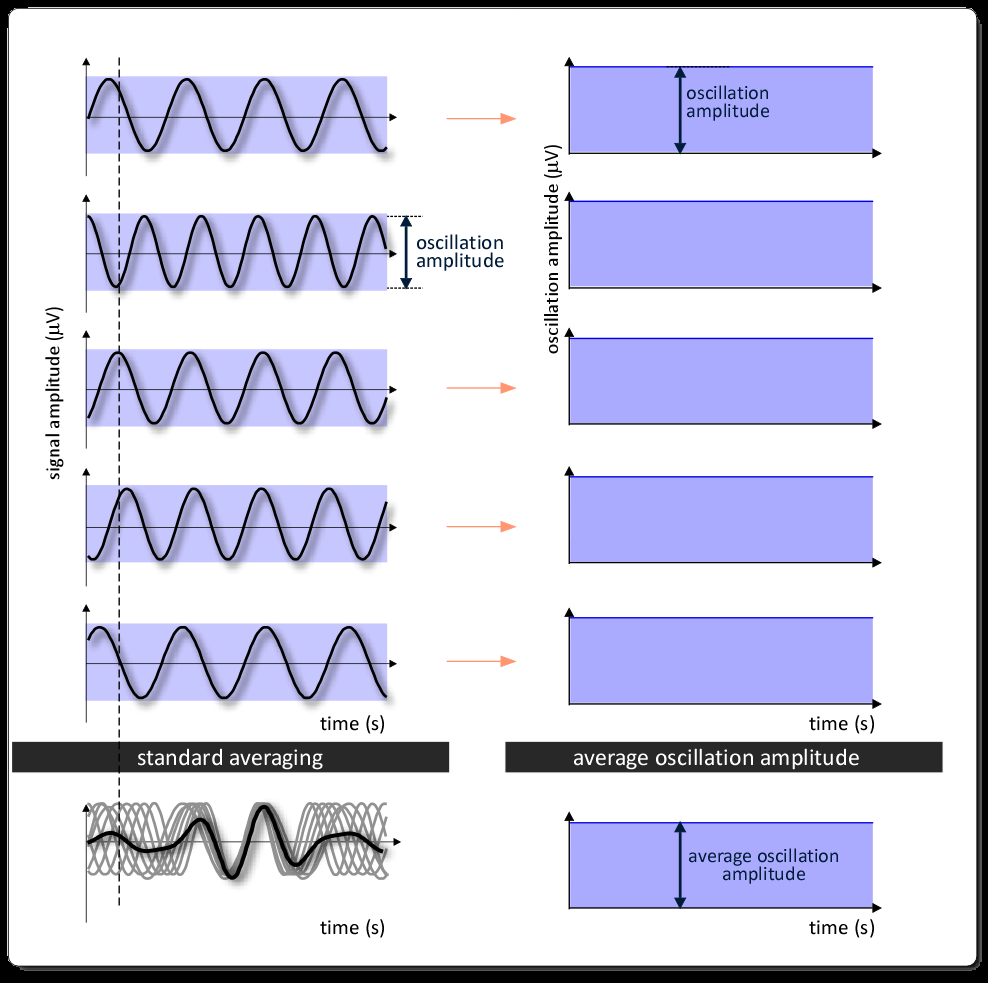 oscillation
amplitude
oscillation amplitude (µV)
oscillation
amplitude
signal amplitude (µV)
time (s)
time (s)
standard averaging
average oscillation amplitude
average oscillation
amplitude
time (s)
time (s)